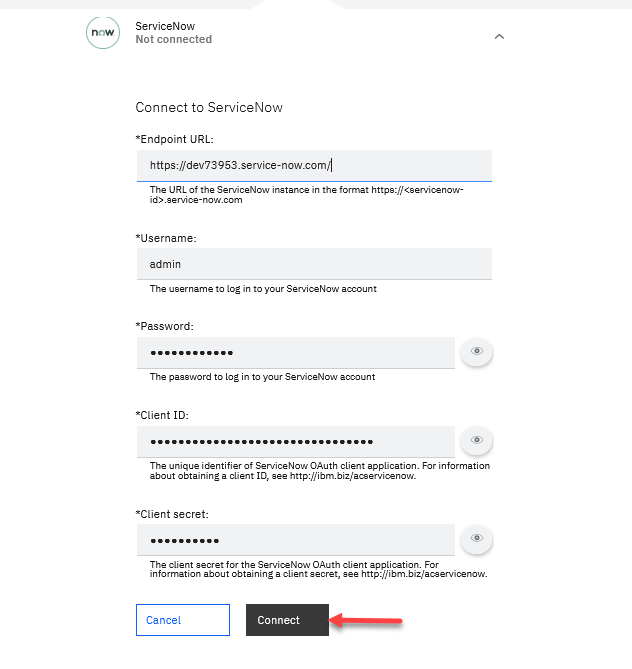 now.
ServiceNow
Not connected
Connect to ServiceNow
*Endpoint URL:
https://dev73953.service-now.com/
The URL of the ServiceNow instance in the format https://<servicenow-
id>.service-now.com
*Username:
admin
The username to log in to your ServiceNow account
*Password:
••••••••••••
The password to log in to your ServiceNow account
*Client ID:
••••••••••••••••••••••••••••••••
The unique identifier of ServiceNow OAuth client application. For information
about obtaining a client ID, see http://ibm.biz/acservicenow.
*Client secret:
••••••••••
The client secret for the ServiceNow OAuth client application. For
information about obtaining a client secret, see http://ibm.biz/acservicenow.
Cancel
Connect